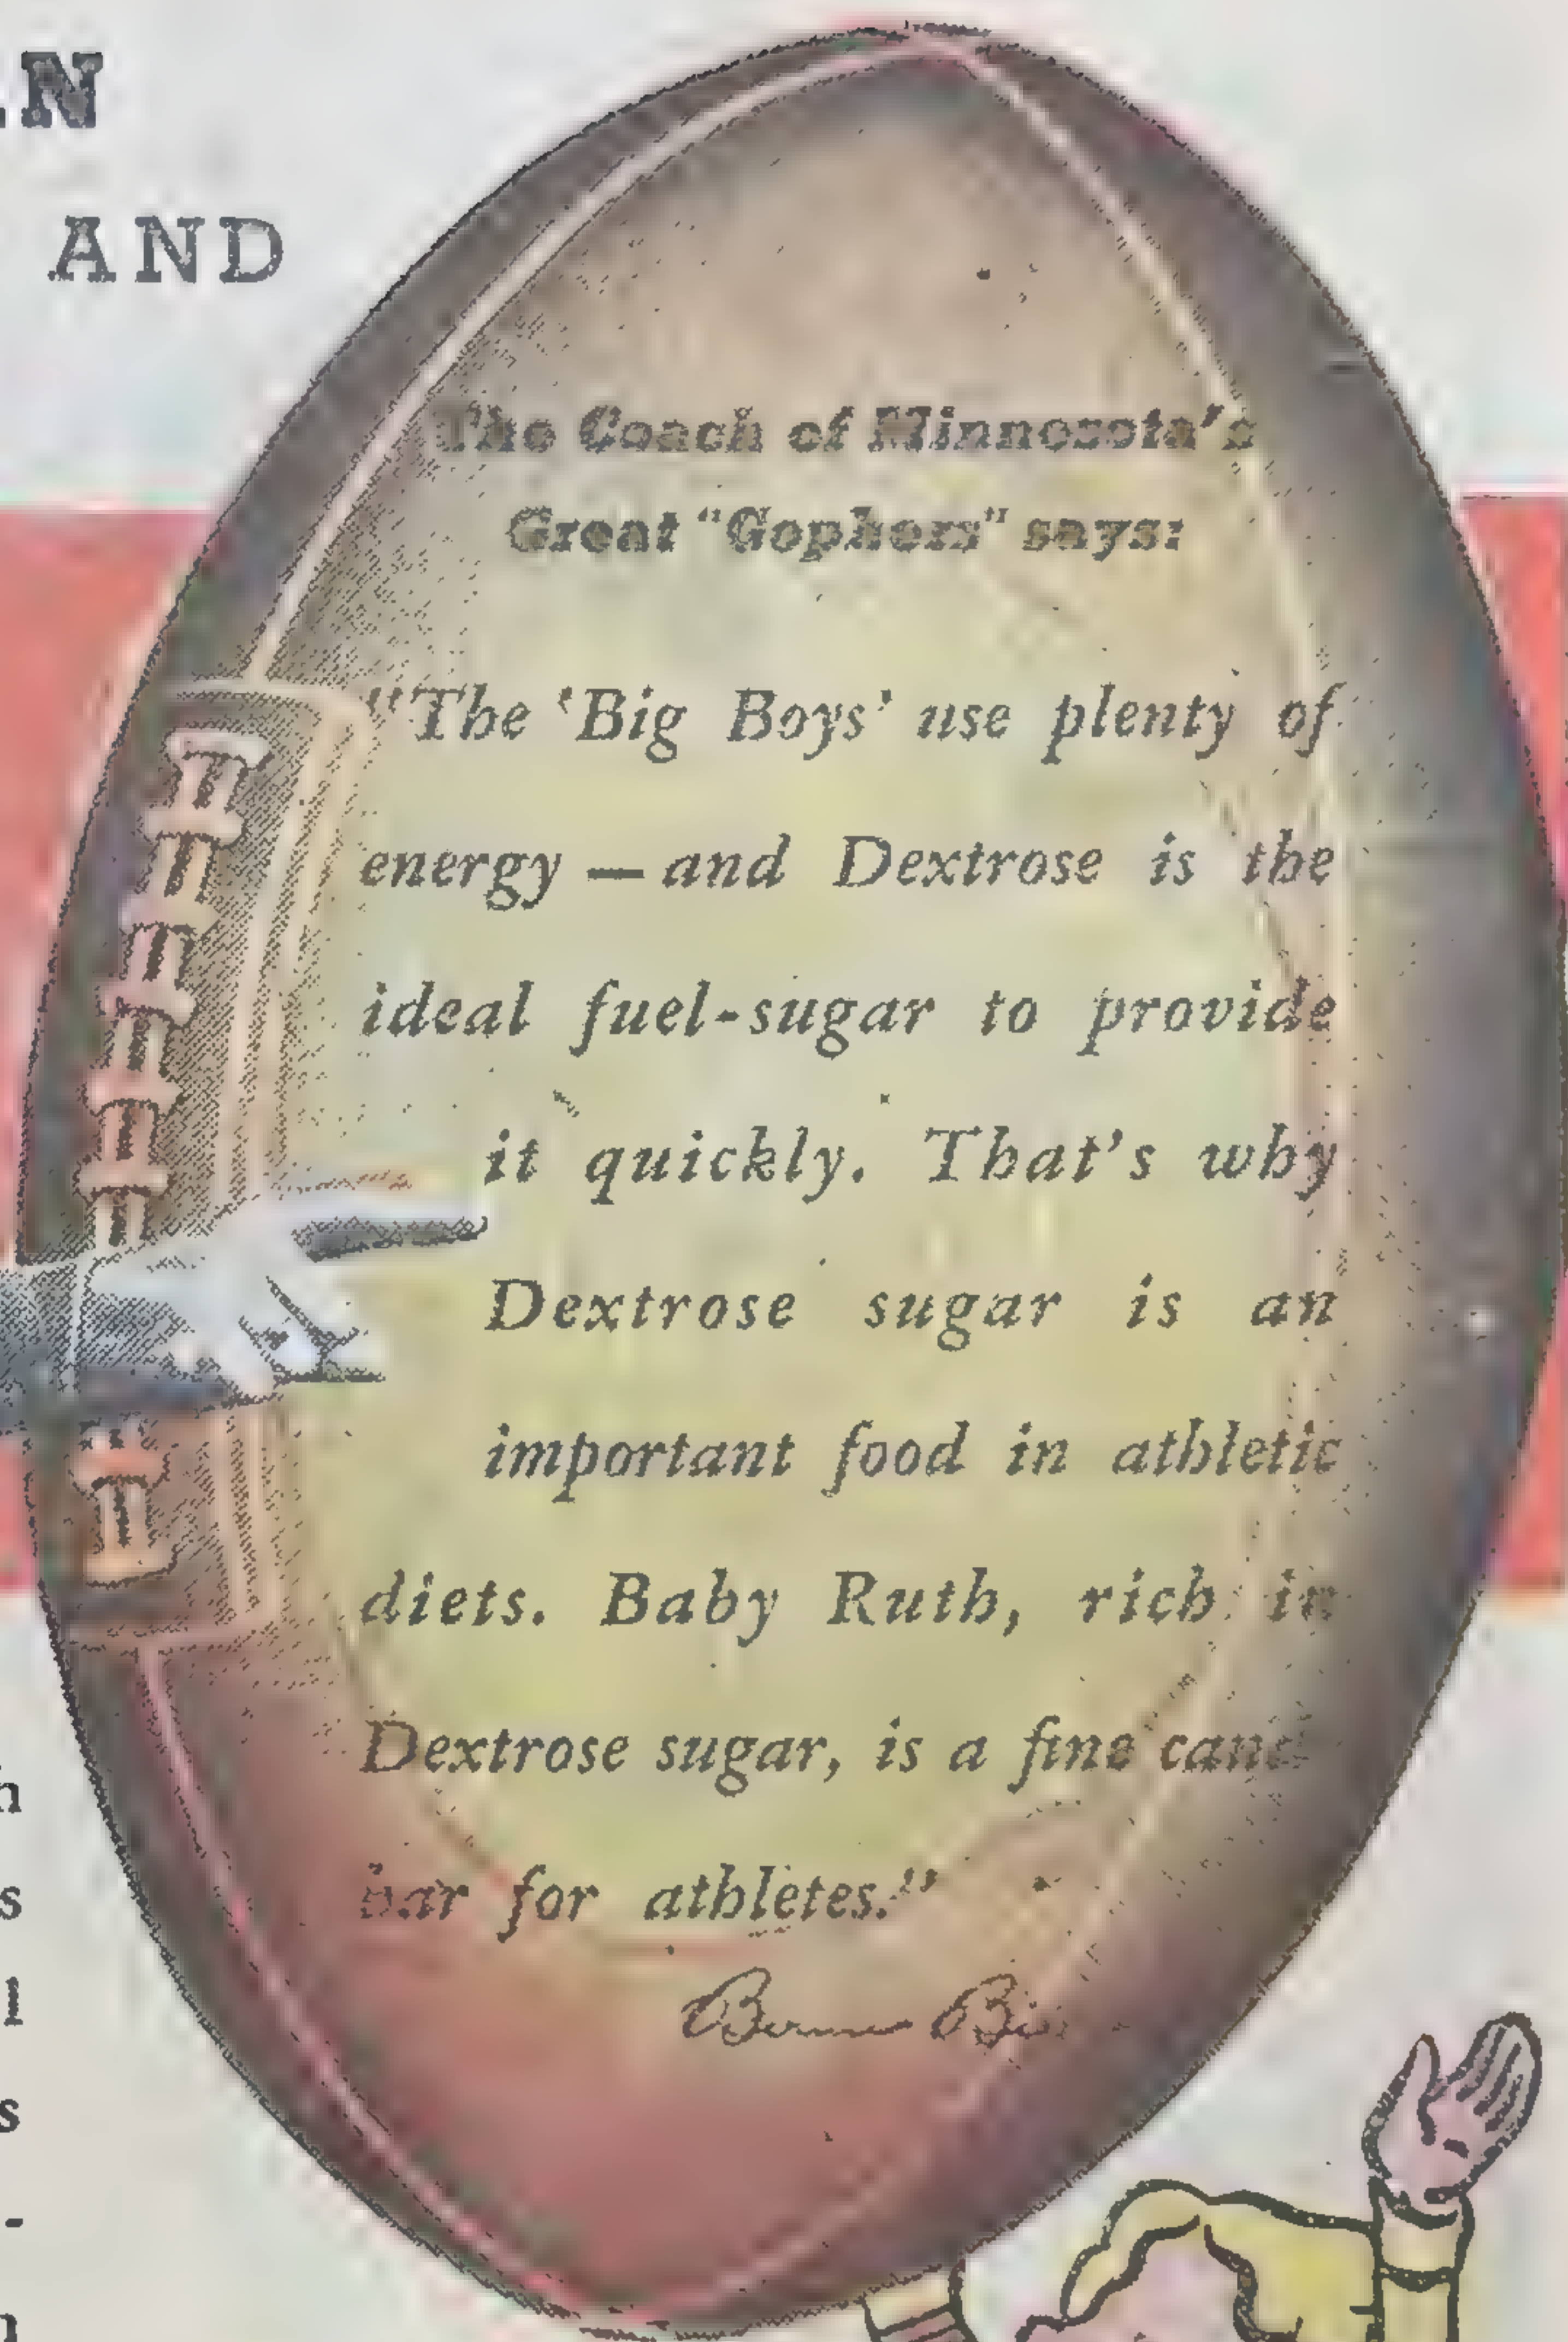 AND
The Coach of Minnesota's
Great "Gophers" says:
"The 'Big Boys' use plenty of
energy — and Dextrose is the
ideal fuel-sugar to provide
it quickly. That's why
Dextrose sugar is an
important food in athletic
diets. Baby Ruth, rich in
Dextrose sugar, is a fine
bar for athletes."